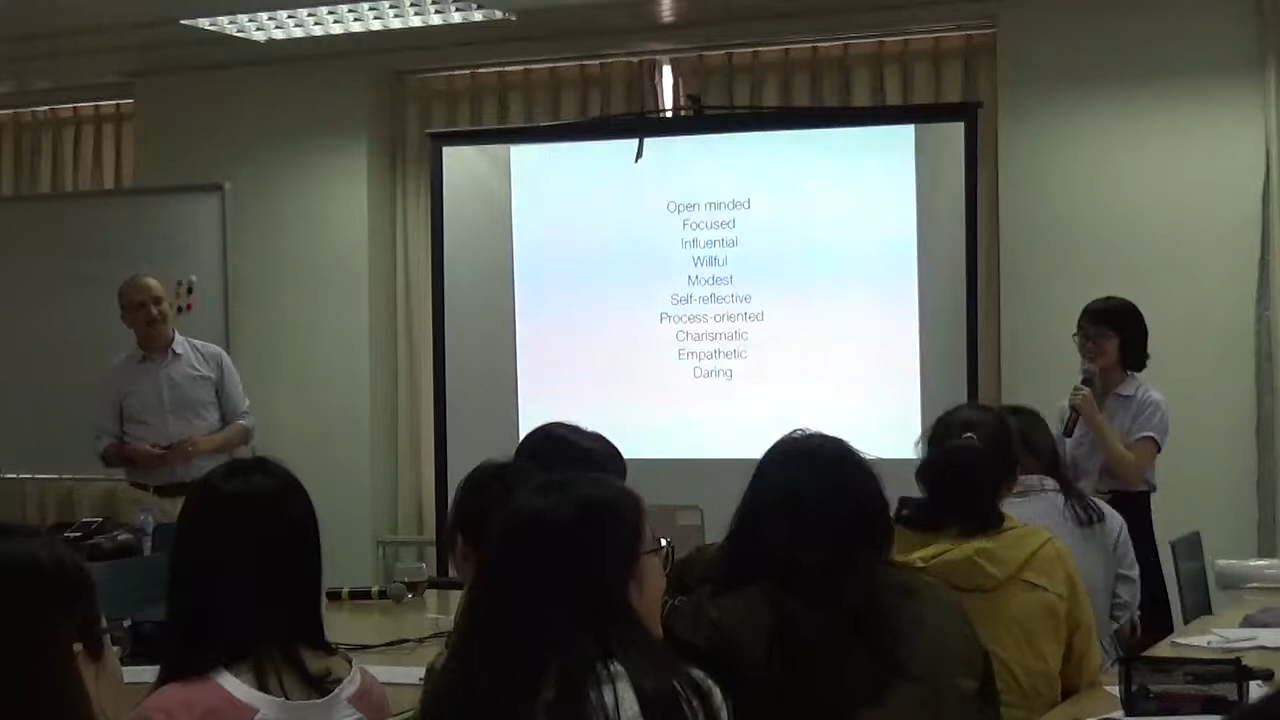 Open minded
Focused
Influential
Willful
Modest
Self-reflective
Process-oriented
Charismatic
Empathetic
Daring